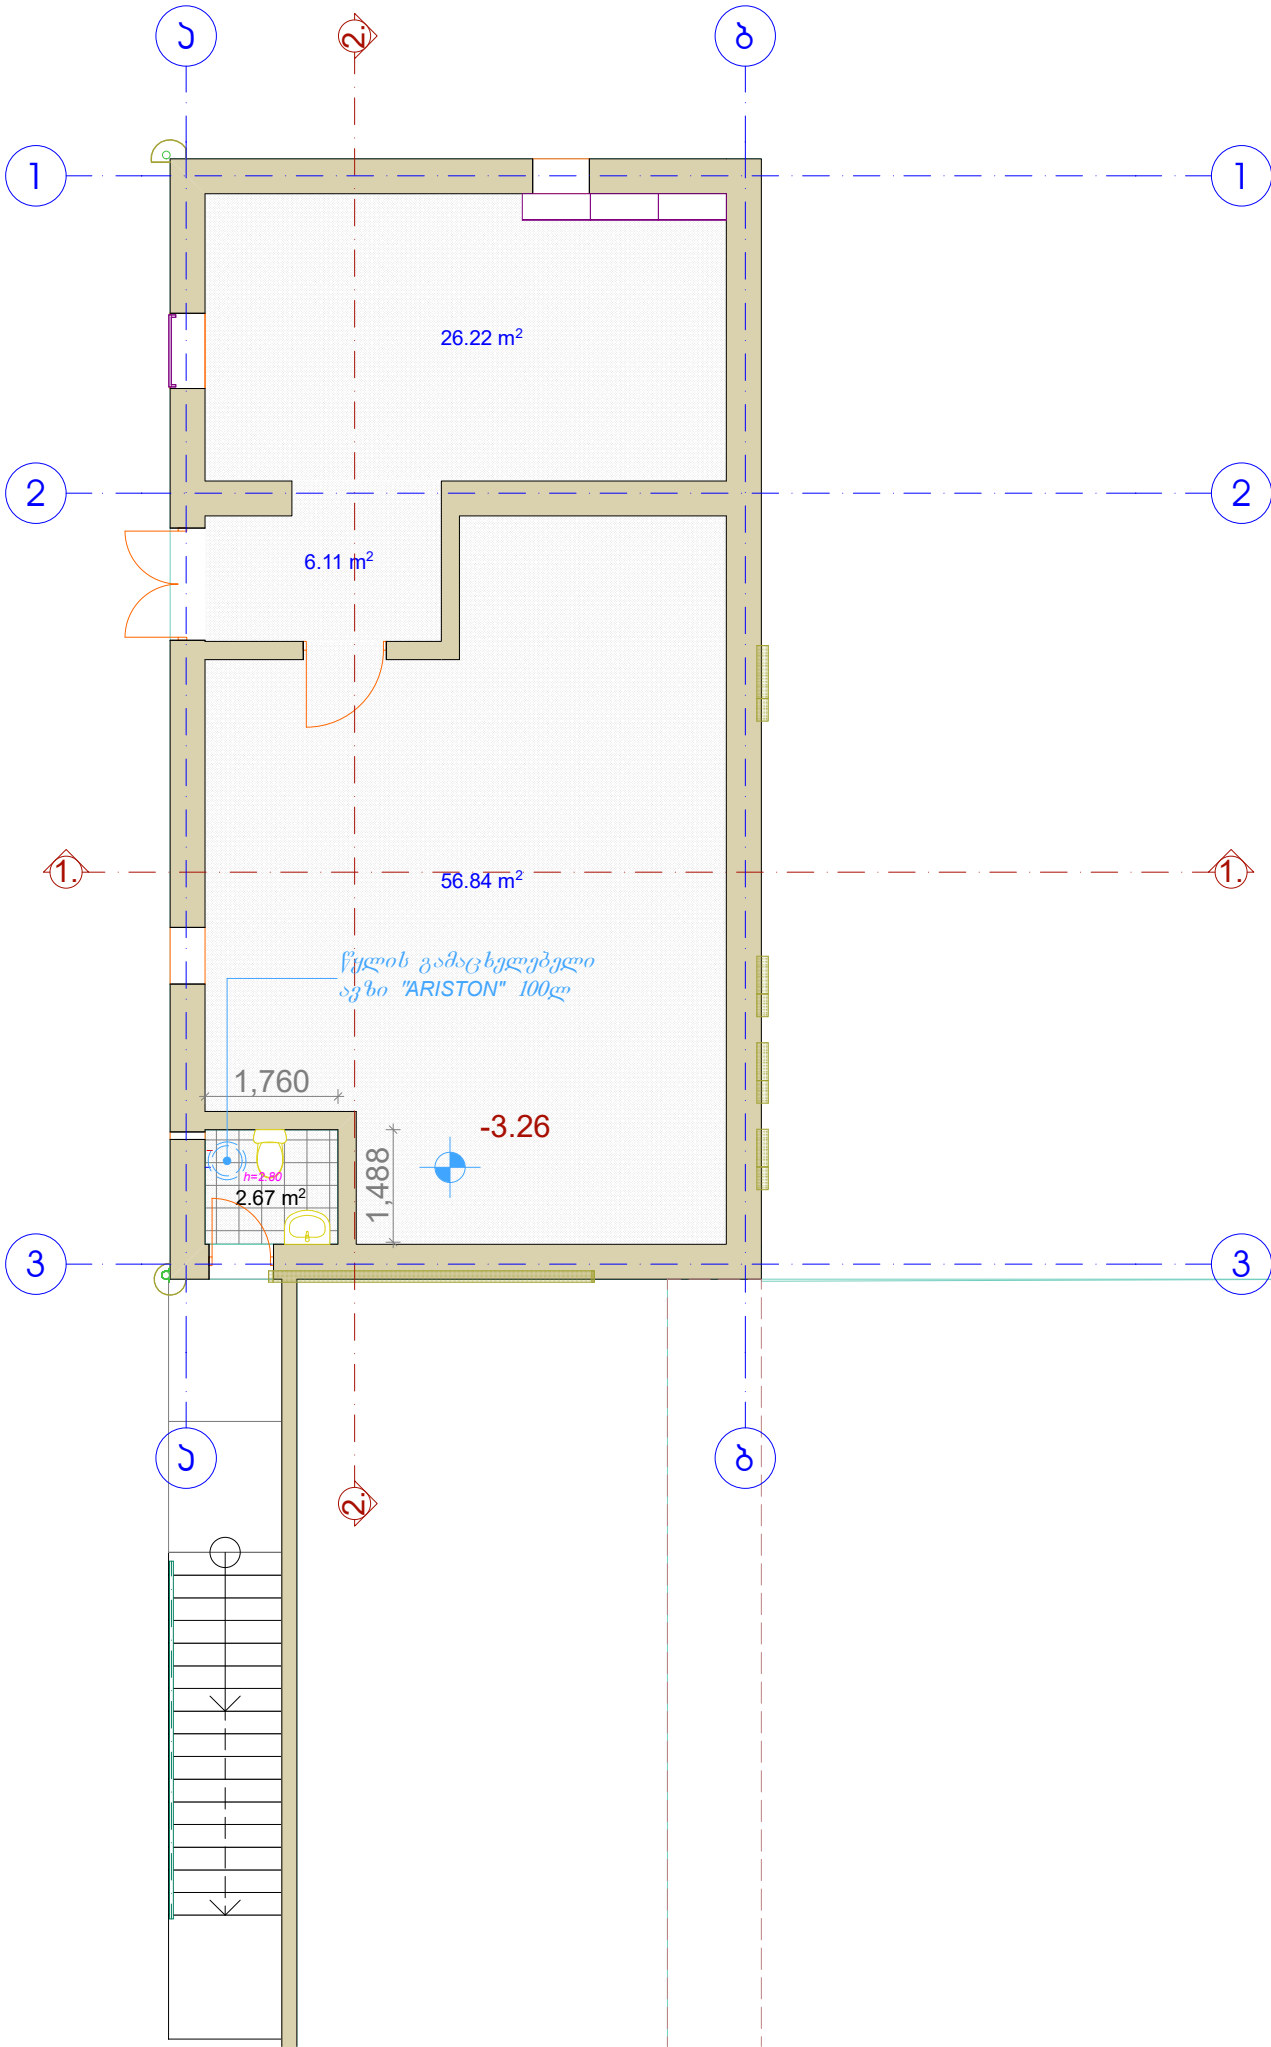 ა ბ
2.
1 1
26.22 m²
2 2
6.11 m²
1. 1.
56.84 m²
წყლის გამაცხელებელი
ავზი "ARISTON" 100ლ
1,760
-3.26
1,488
h=2.80
2.67 m²
3 3
ა ბ
2.